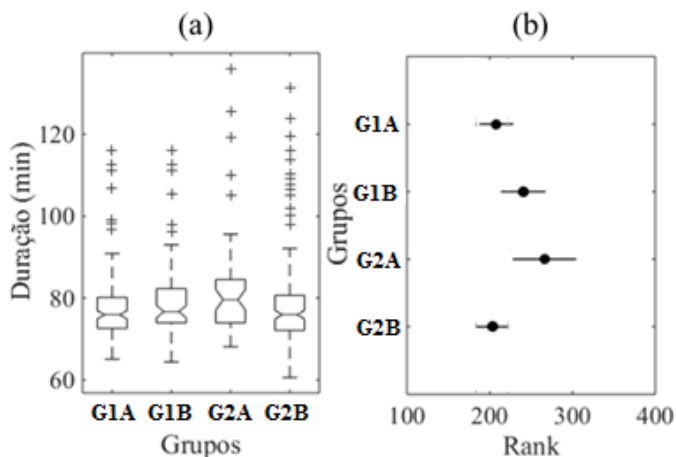 (a)
Duração (min)
120
100
80
60
G1A G1B G2A G2B
Grupos
(b)
Grupos
G1A
G1B
G2A
G2B
100 200 300 400
Rank